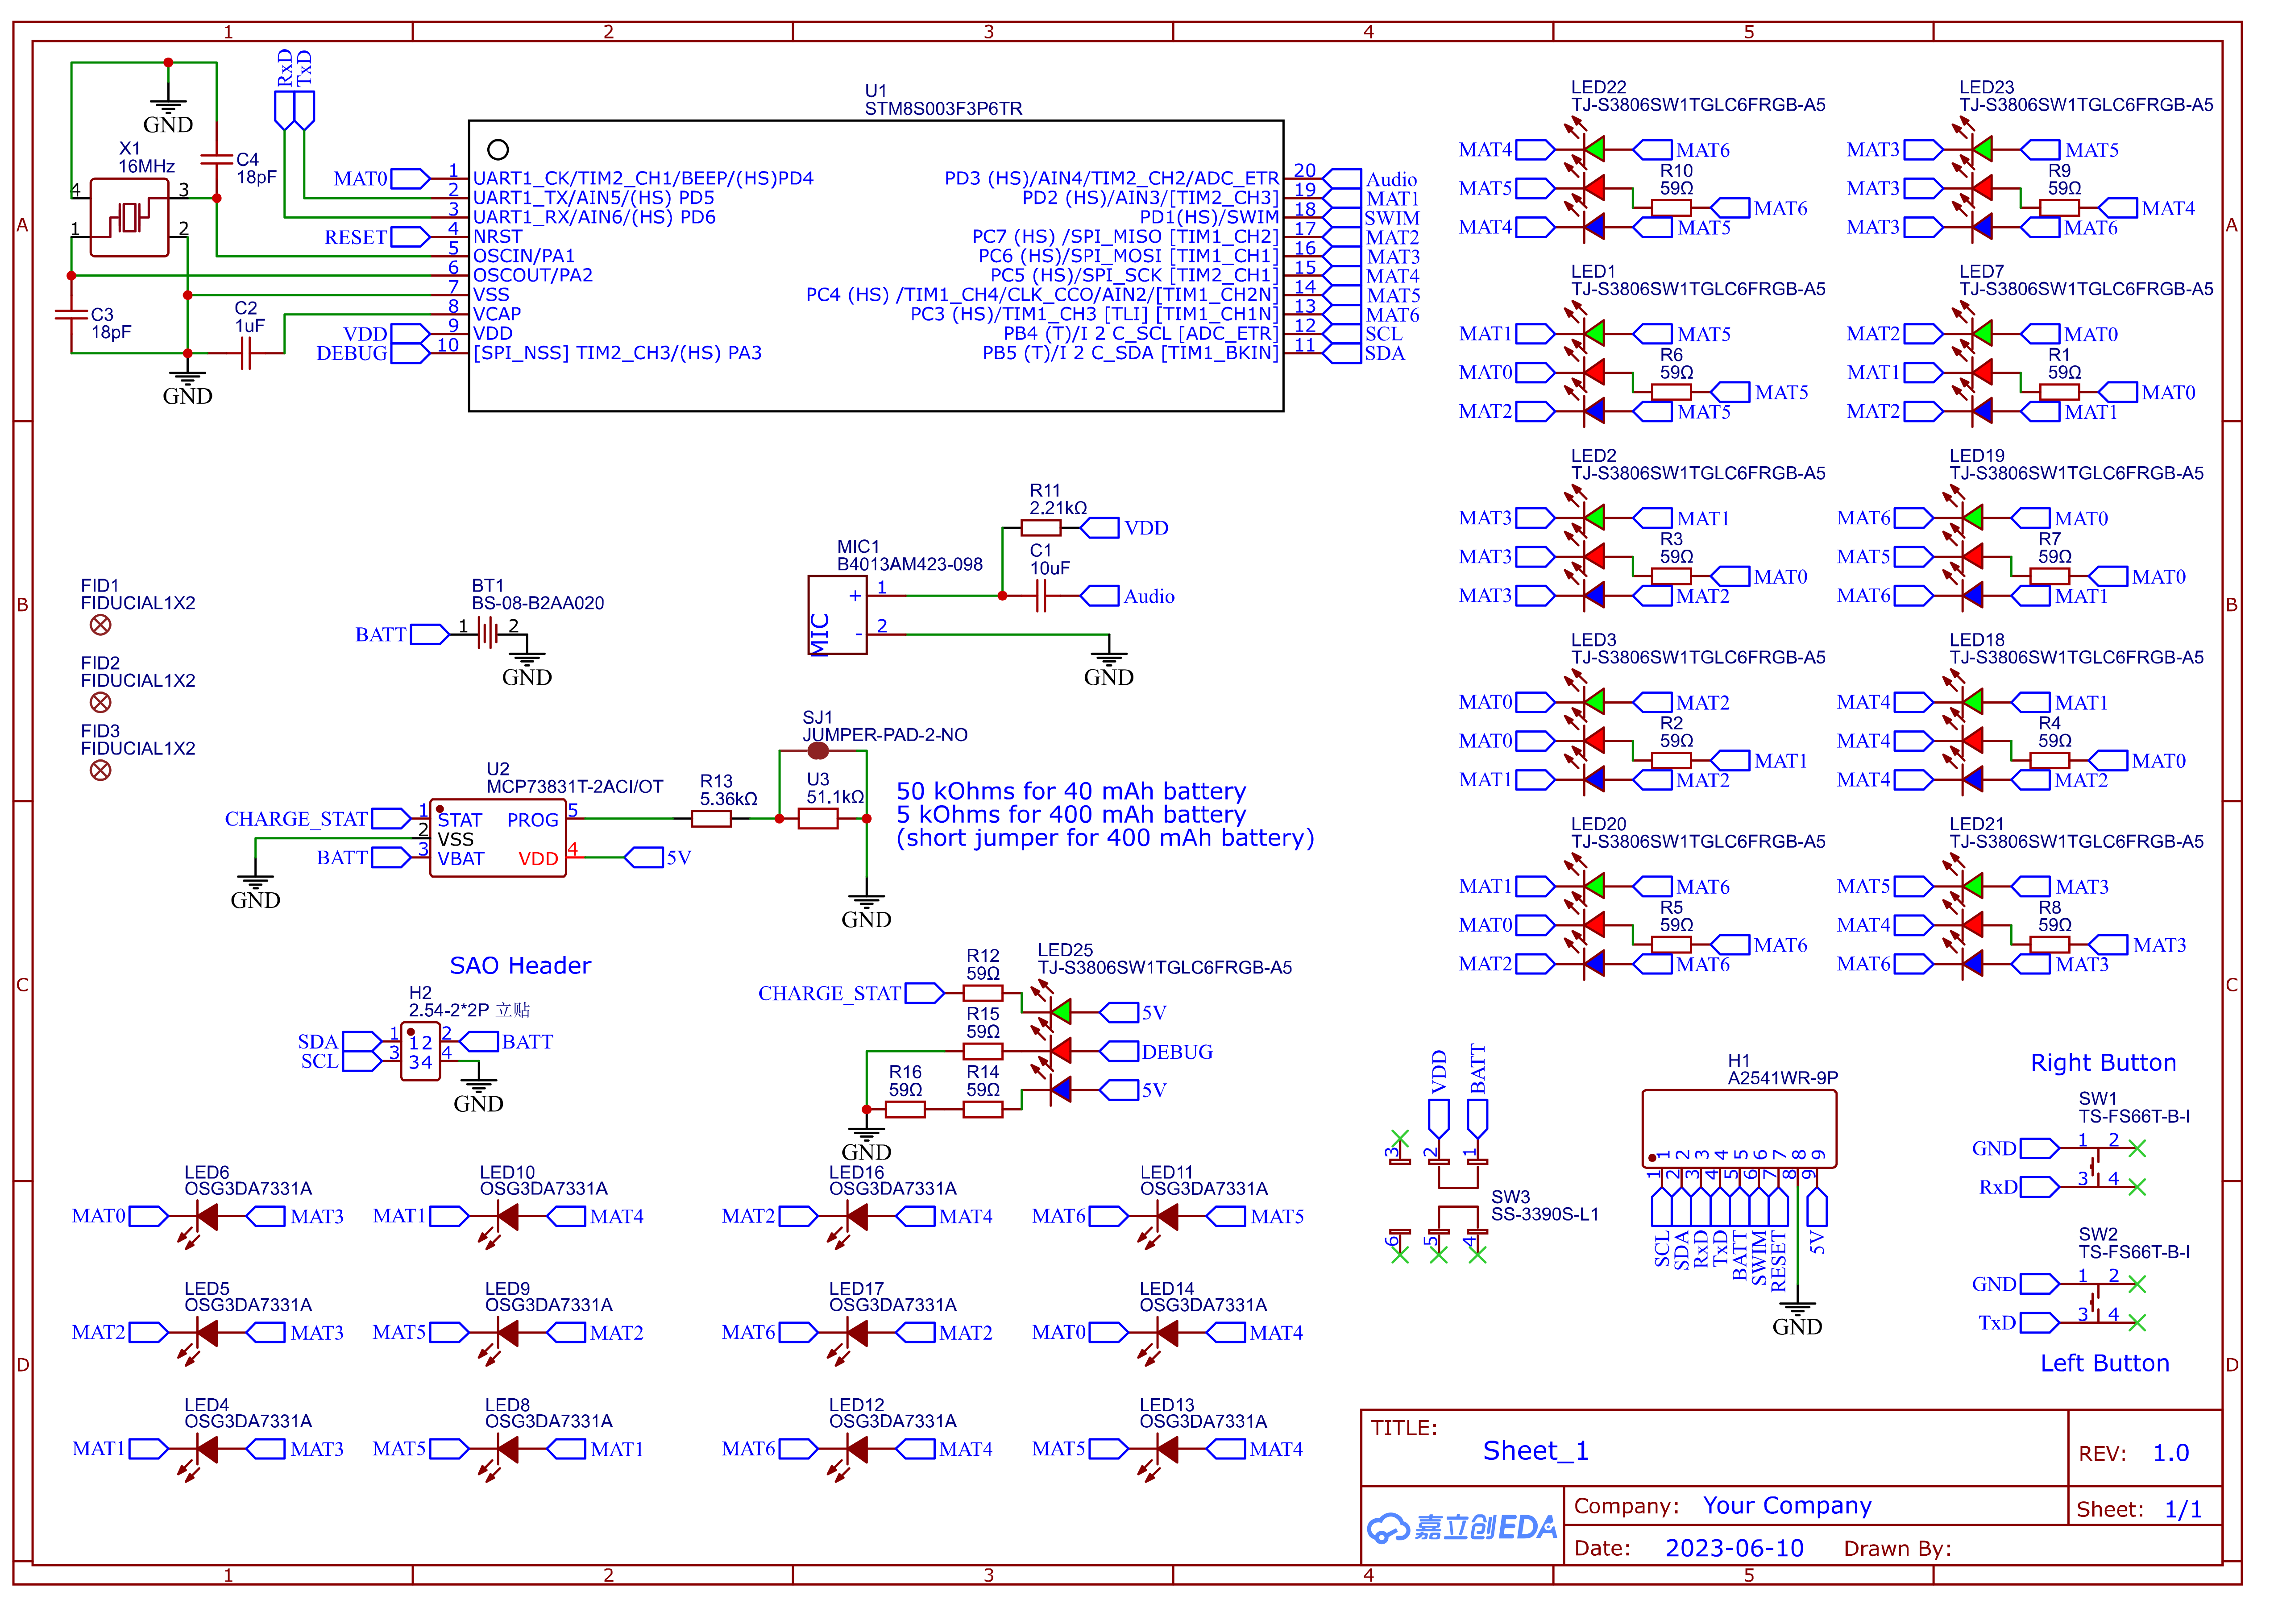 1 2 3 4 5
A
B
C
D
RxD
TxD
GND
X1
16MHz
C4
18pF
4 3
1 2
C3
18pF
C2
1uF
GND
U1
STM8S003F3P6TR
MAT0 1 UART1_CK/TIM2_CH1/BEEP/(HS)PD4
2 UART1_TX/AIN5/(HS) PD5
3 UART1_RX/AIN6/(HS) PD6
RESET 4 NRST
5 OSCIN/PA1
6 OSCOUT/PA2
7 VSS
8 VCAP
VDD 9 VDD
DEBUG 10 [SPI_NSS] TIM2_CH3/(HS) PA3
PD3 (HS)/AIN4/TIM2_CH2/ADC_ETR 20 Audio
PD2 (HS)/AIN3/[TIM2_CH3] 19 MAT1
PD1(HS)/SWIM 18 SWIM
PC7 (HS) /SPI_MISO [TIM1_CH2] 17 MAT2
PC6 (HS)/SPI_MOSI [TIM1_CH1] 16 MAT3
PC5 (HS)/SPI_SCK [TIM2_CH1] 15 MAT4
PC4 (HS) /TIM1_CH4/CLK_CCO/AIN2/[TIM1_CH2N] 14 MAT5
PC3 (HS)/TIM1_CH3 [TLI] [TIM1_CH1N] 13 MAT6
PB4 (T)/I 2 C_SCL [ADC_ETR] 12 SCL
PB5 (T)/I 2 C_SDA [TIM1_BKIN] 11 SDA
LED22
TJ-S3806SW1TGLC6FRGB-A5
MAT4 MAT6
R10
MAT5 59Ω
MAT6
MAT4 MAT5
LED23
TJ-S3806SW1TGLC6FRGB-A5
MAT3 MAT5
R9
MAT3 59Ω
MAT4
MAT3 MAT6
LED1
TJ-S3806SW1TGLC6FRGB-A5
MAT1 MAT5
R6
MAT0 59Ω
MAT5
MAT2 MAT5
LED7
TJ-S3806SW1TGLC6FRGB-A5
MAT2 MAT0
R1
MAT1 59Ω
MAT0
MAT2 MAT1
LED2
TJ-S3806SW1TGLC6FRGB-A5
MAT3 MAT1
R3
MAT3 59Ω
MAT0
MAT3 MAT2
LED19
TJ-S3806SW1TGLC6FRGB-A5
MAT6 MAT0
R7
MAT5 59Ω
MAT0
MAT6 MAT1
LED3
TJ-S3806SW1TGLC6FRGB-A5
MAT0 MAT2
R2
MAT0 59Ω
MAT1
MAT1 MAT2
LED18
TJ-S3806SW1TGLC6FRGB-A5
MAT4 MAT1
R4
MAT4 59Ω
MAT0
MAT4 MAT2
LED20
TJ-S3806SW1TGLC6FRGB-A5
MAT1 MAT6
R5
MAT0 59Ω
MAT6
MAT2 MAT6
LED21
TJ-S3806SW1TGLC6FRGB-A5
MAT5 MAT3
R8
MAT4 59Ω
MAT3
MAT6 MAT3
FID1
FIDUCIAL1X2
FID2
FIDUCIAL1X2
FID3
FIDUCIAL1X2
BT1
BS-08-B2AA020
BATT 1 2
GND
R11
2.21kΩ
VDD
MIC1
B4013AM423-098
C1
10uF
MIC
+ 1
- 2
Audio
GND
SJ1
JUMPER-PAD-2-NO
U2
MCP73831T-2ACI/OT
R13
5.36kΩ
U3
51.1kΩ
CHARGE_STAT 1 STAT PROG 5
2 VSS
BATT 3 VBAT VDD 4 5V
GND
GND
50 kOhms for 40 mAh battery
5 kOhms for 400 mAh battery
(short jumper for 400 mAh battery)
SAO Header
H2
2.54-2*2P 立贴
SDA 1 12 2 BATT
SCL 3 34 4
GND
LED25
TJ-S3806SW1TGLC6FRGB-A5
R12
59Ω
CHARGE_STAT
5V
R15
59Ω
DEBUG
R16
59Ω
R14
59Ω
5V
GND
LED6
OSG3DA7331A
MAT0 MAT3
LED10
OSG3DA7331A
MAT1 MAT4
LED16
OSG3DA7331A
MAT2 MAT4
LED11
OSG3DA7331A
MAT6 MAT5
LED5
OSG3DA7331A
MAT2 MAT3
LED9
OSG3DA7331A
MAT5 MAT2
LED17
OSG3DA7331A
MAT6 MAT2
LED14
OSG3DA7331A
MAT0 MAT4
LED4
OSG3DA7331A
MAT1 MAT3
LED8
OSG3DA7331A
MAT5 MAT1
LED12
OSG3DA7331A
MAT6 MAT4
LED13
OSG3DA7331A
MAT5 MAT4
VDD
BATT
3 2 1
SW3
SS-3390S-L1
6 5 4
H1
A2541WR-9P
1 2 3 4 5 6 7 8 9
1 2 3 4 5 6 7 8 9
SCL
SDA
RxD
TxD
BATT
SWIM
RESET
5V
GND
Right Button
SW1
TS-FS66T-B-I
GND 1 2
RxD 3 4
SW2
TS-FS66T-B-I
GND 1 2
TxD 3 4
Left Button
TITLE:
Sheet_1
REV: 1.0
嘉立创EDA
Company: Your Company
Sheet: 1/1
Date: 2023-06-10 Drawn By:
A
B
C
D
1 2 3 4 5